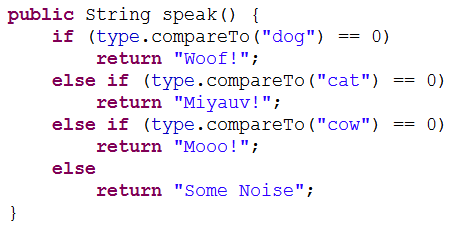 public String speak() {
    if (type.compareTo("dog") == 0)
        return "Woof!";
    else if (type.compareTo("cat") == 0)
        return "Miyauv!";
    else if (type.compareTo("cow") == 0)
        return "Mooo!";
    else
        return "Some Noise";
}